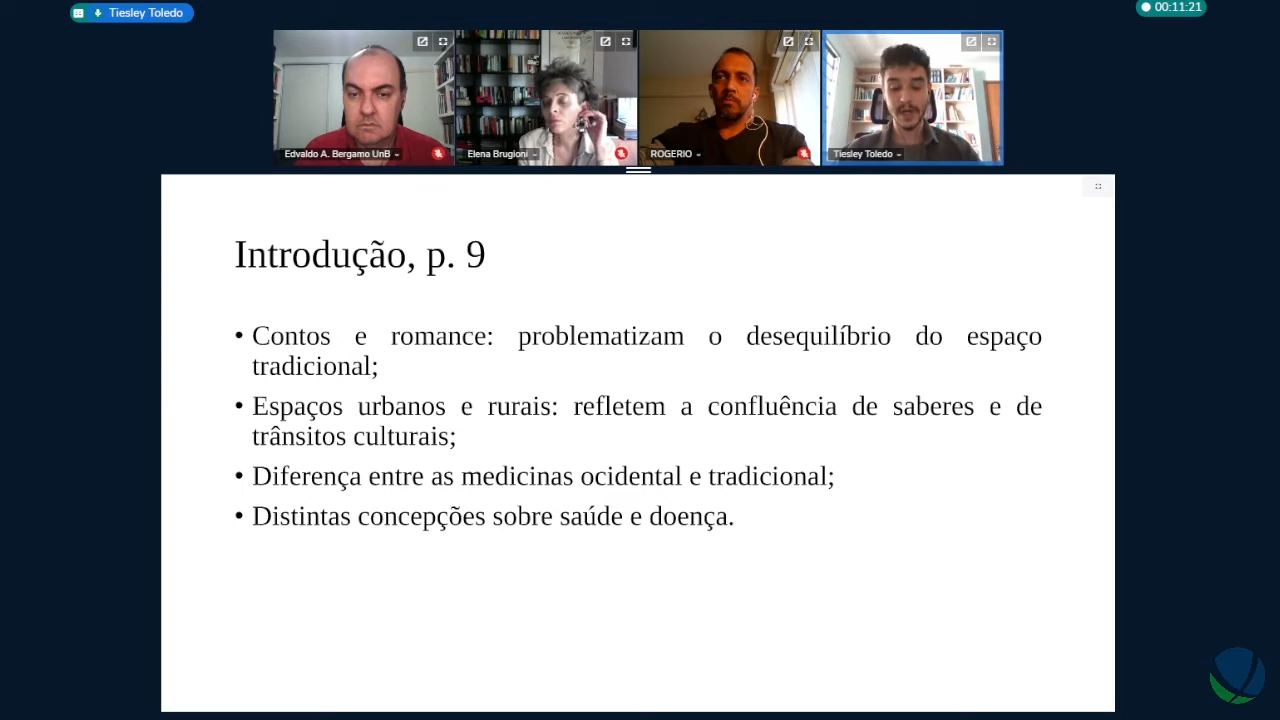 Tiesley Toledo
00:11:21
Edvaldo A. Bergamo UnB
Elena Brugioni
ROGERIO
Tiesley Toledo
Introdução, p. 9
• Contos e romance: problematizam o desequilíbrio do espaço
tradicional;
• Espaços urbanos e rurais: refletem a confluência de saberes e de
trânsitos culturais;
• Diferença entre as medicinas ocidental e tradicional;
• Distintas concepções sobre saúde e doença.